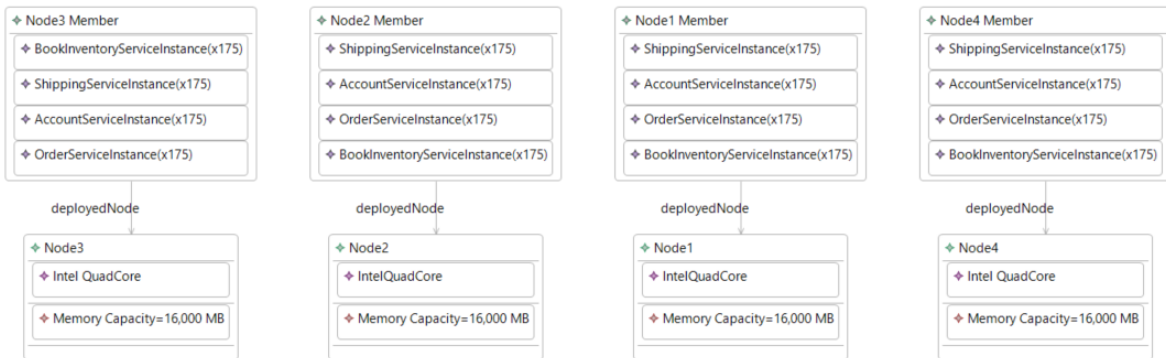 Node3 Member
BookInventoryServiceInstance(x175)
ShippingServiceInstance(x175)
AccountServiceInstance(x175)
OrderServiceInstance(x175)
deployedNode
Node3
Intel QuadCore
Memory Capacity=16,000 MB
Node2 Member
ShippingServiceInstance(x175)
AccountServiceInstance(x175)
OrderServiceInstance(x175)
BookInventoryServiceInstance(x175)
deployedNode
Node2
IntelQuadCore
Memory Capacity=16,000 MB
Node1 Member
ShippingServiceInstance(x175)
AccountServiceInstance(x175)
OrderServiceInstance(x175)
BookInventoryServiceInstance(x175)
deployedNode
Node1
IntelQuadCore
Memory Capacity=16,000 MB
Node4 Member
ShippingServiceInstance(x175)
AccountServiceInstance(x175)
OrderServiceInstance(x175)
BookInventoryServiceInstance(x175)
deployedNode
Node4
Intel QuadCore
Memory Capacity=16,000 MB